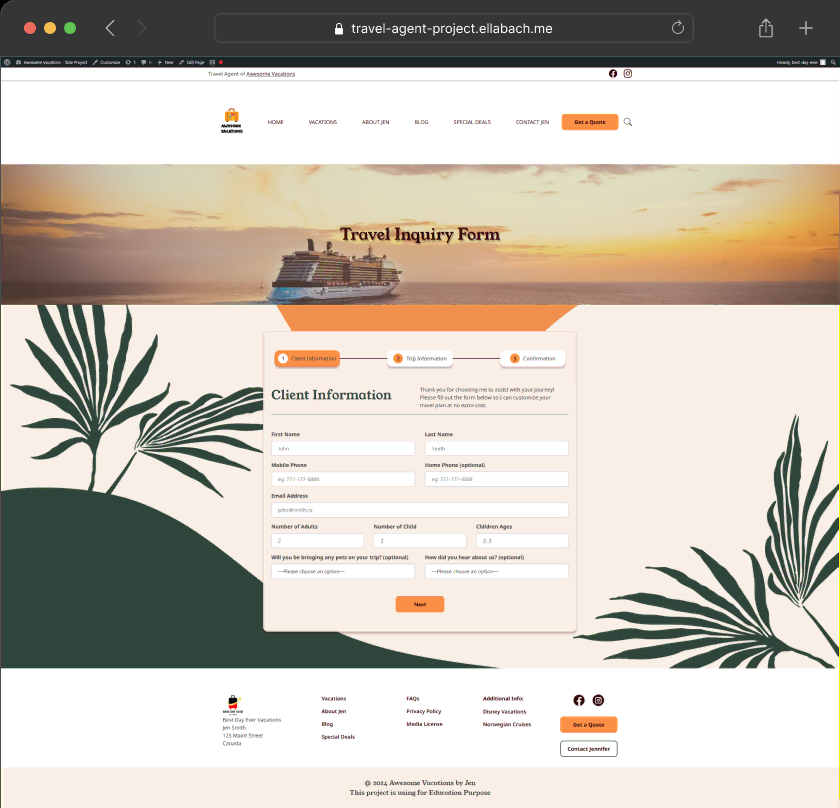 travel-agent-project.ellabach.me
Awesome Vacations - Side Project Customize 1 New Edit Page Howdy, best-day-ever
Travel Agent of Awesome Vacations
AWESOME
VACATIONS
HOME VACATIONS ABOUT JEN BLOG SPECIAL DEALS CONTACT JEN Get a Quote
Travel Inquiry Form
1 Client Information 2 Trip Information 3 Confirmation
Client Information
Thank you for choosing me to assist with your journey!
Please fill out the form below so I can customize your
travel plan at no extra cost.
First Name Last Name
John Smith
Mobile Phone Home Phone (optional)
eg: 777-777-8888 eg: 777-777-8888
Email Address
john@smith.ca
Number of Adults Number of Child Children Ages
2 2 2, 3
Will you be bringing any pets on your trip? (optional) How did you hear about us? (optional)
—Please choose an option— —Please choose an option—
Next
BEST DAY EVER
Best Day Ever Vacations
Jen Smith
123 Maint Street
Canada
Vacations
About Jen
Blog
Special Deals
FAQs
Privacy Policy
Media License
Additional Info:
Disney Vacations
Norwegian Cruises
Get a Quote
Contact Jennifer
@ 2024 Awesome Vacations by Jen
This project is using for Education Purpose